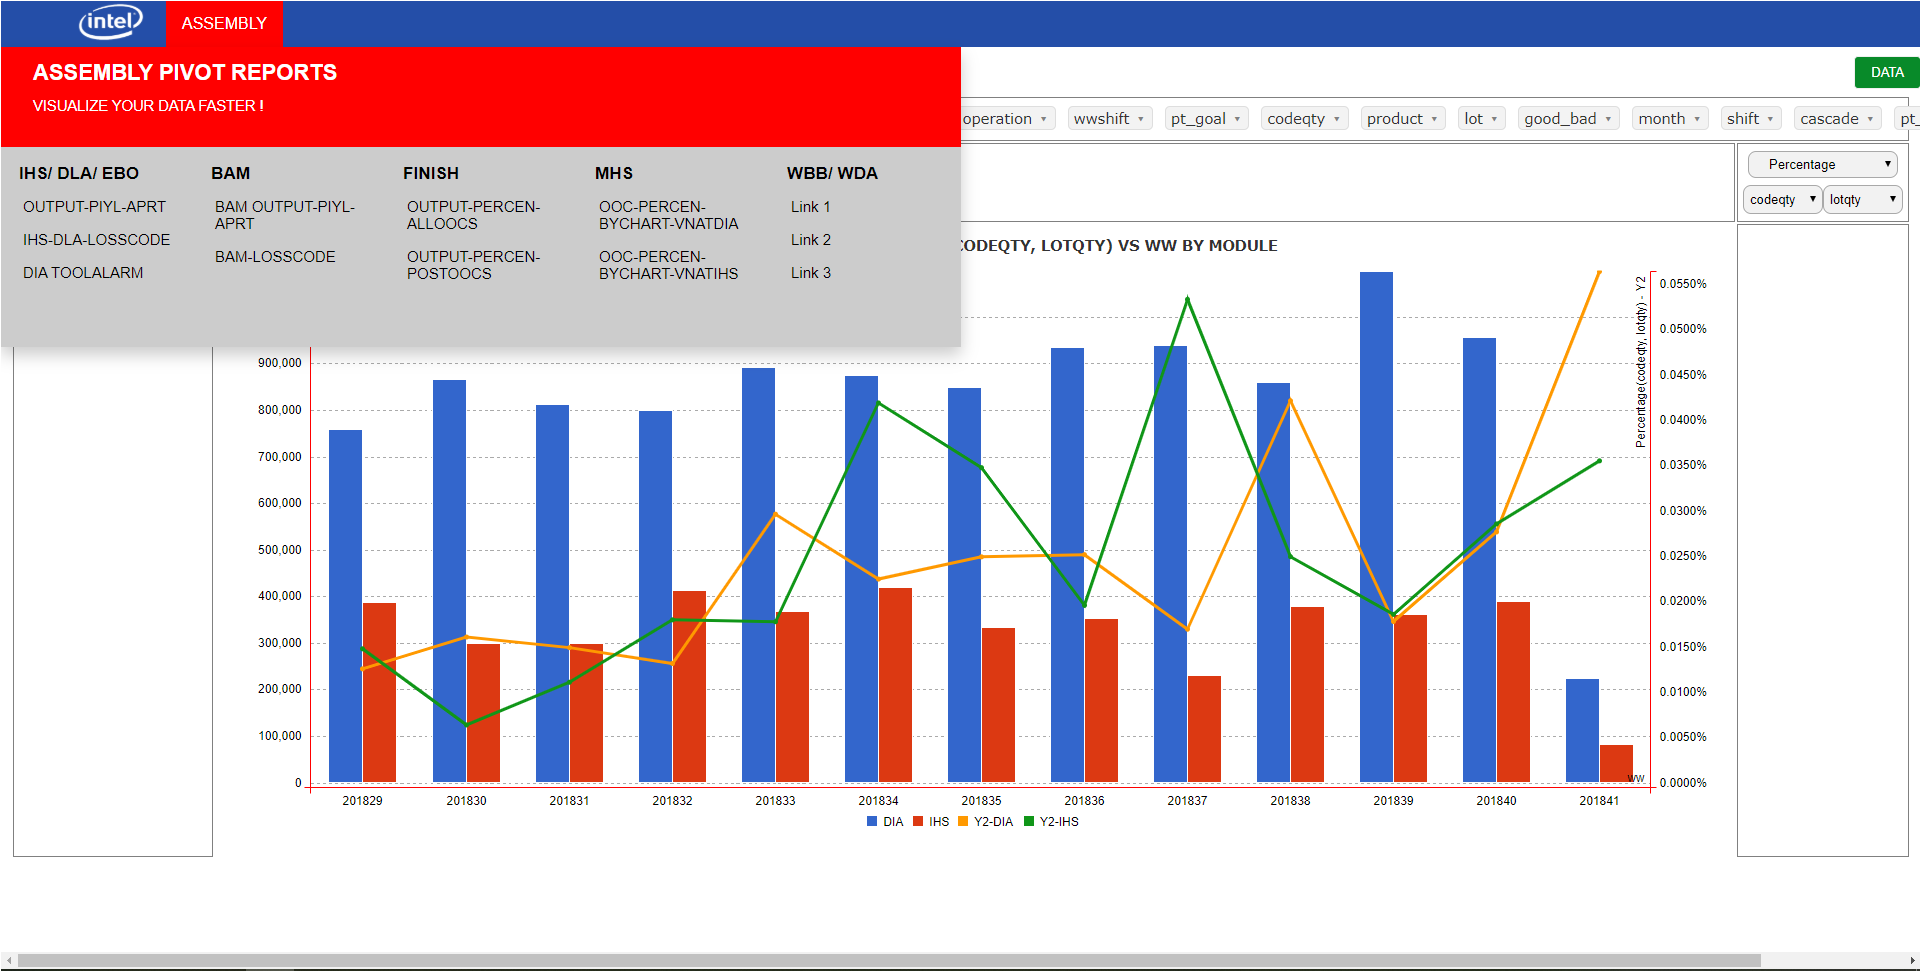 intel
ASSEMBLY
ASSEMBLY PIVOT REPORTS
VISUALIZE YOUR DATA FASTER !
DATA
operation wwshift pt_goal codeqty product lot good_bad month shift cascade pt_
IHS/ DLA/ EBO
OUTPUT-PIYL-APRT
IHS-DLA-LOSSCODE
DIA TOOLALARM
BAM
BAM OUTPUT-PIYL-
APRT
BAM-LOSSCODE
FINISH
OUTPUT-PERCEN-
ALLOOCS
OUTPUT-PERCEN-
POSTOOCS
MHS
OOC-PERCEN-
BYCHART-VNATDIA
OOC-PERCEN-
BYCHART-VNATIHS
WBB/ WDA
Link 1
Link 2
Link 3
Percentage
codeqty lotqty
CODEQTY, LOTQTY) VS WW BY MODULE
900,000
800,000
700,000
600,000
500,000
400,000
300,000
200,000
100,000
0
Percentage(codeqty, lotqty) - Y2
0.0550%
0.0500%
0.0450%
0.0400%
0.0350%
0.0300%
0.0250%
0.0200%
0.0150%
0.0100%
0.0050%
0.0000%
ww
201829 201830 201831 201832 201833 201834 201835 201836 201837 201838 201839 201840 201841
DIA IHS Y2-DIA Y2-IHS